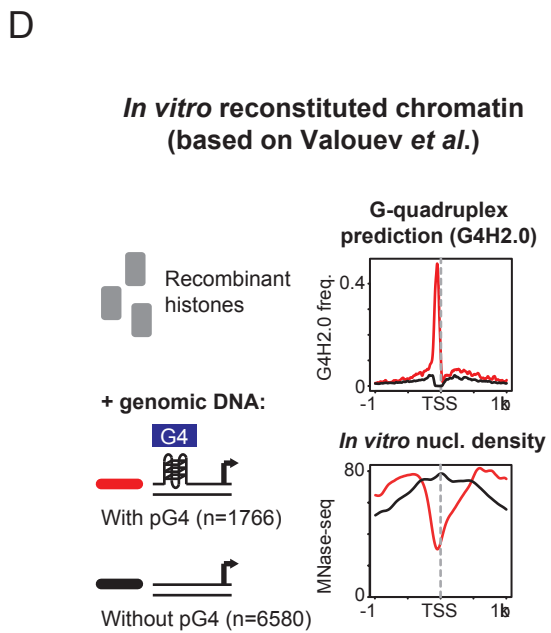 D
In vitro reconstituted chromatin
(based on Valouev et al.)
Recombinant
histones
+ genomic DNA:
G4
With pG4 (n=1766)
Without pG4 (n=6580)
G-quadruplex
prediction (G4H2.0)
G4H2.0 freq.
0.4
0
-1
TSS
1k
In vitro nucl. density
MNase-seq
80
0
-1
TSS
1k